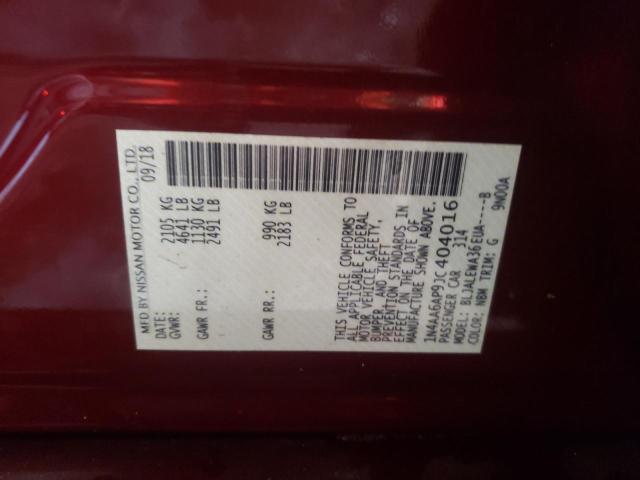 MFD BY NISSAN MOTOR CO., LTD.
DATE: 09/18
GVWR: 2105 KG
4641 LB
GAWR FR: 1130 KG
2491 LB
GAWR RR: 990 KG
2183 LB
THIS VEHICLE CONFORMS TO
ALL APPLICABLE FEDERAL
MOTOR VEHICLE SAFETY,
BUMPER AND THEFT
PREVENTION STANDARDS IN
EFFECT ON THE DATE OF
MANUFACTURE SHOWN ABOVE.
1N4AA6AP9JC404016
PASSENGER CAR 314
MODEL: BLJALEWA36EUA-----B
COLOR: NBM TRIM: G 9N00A